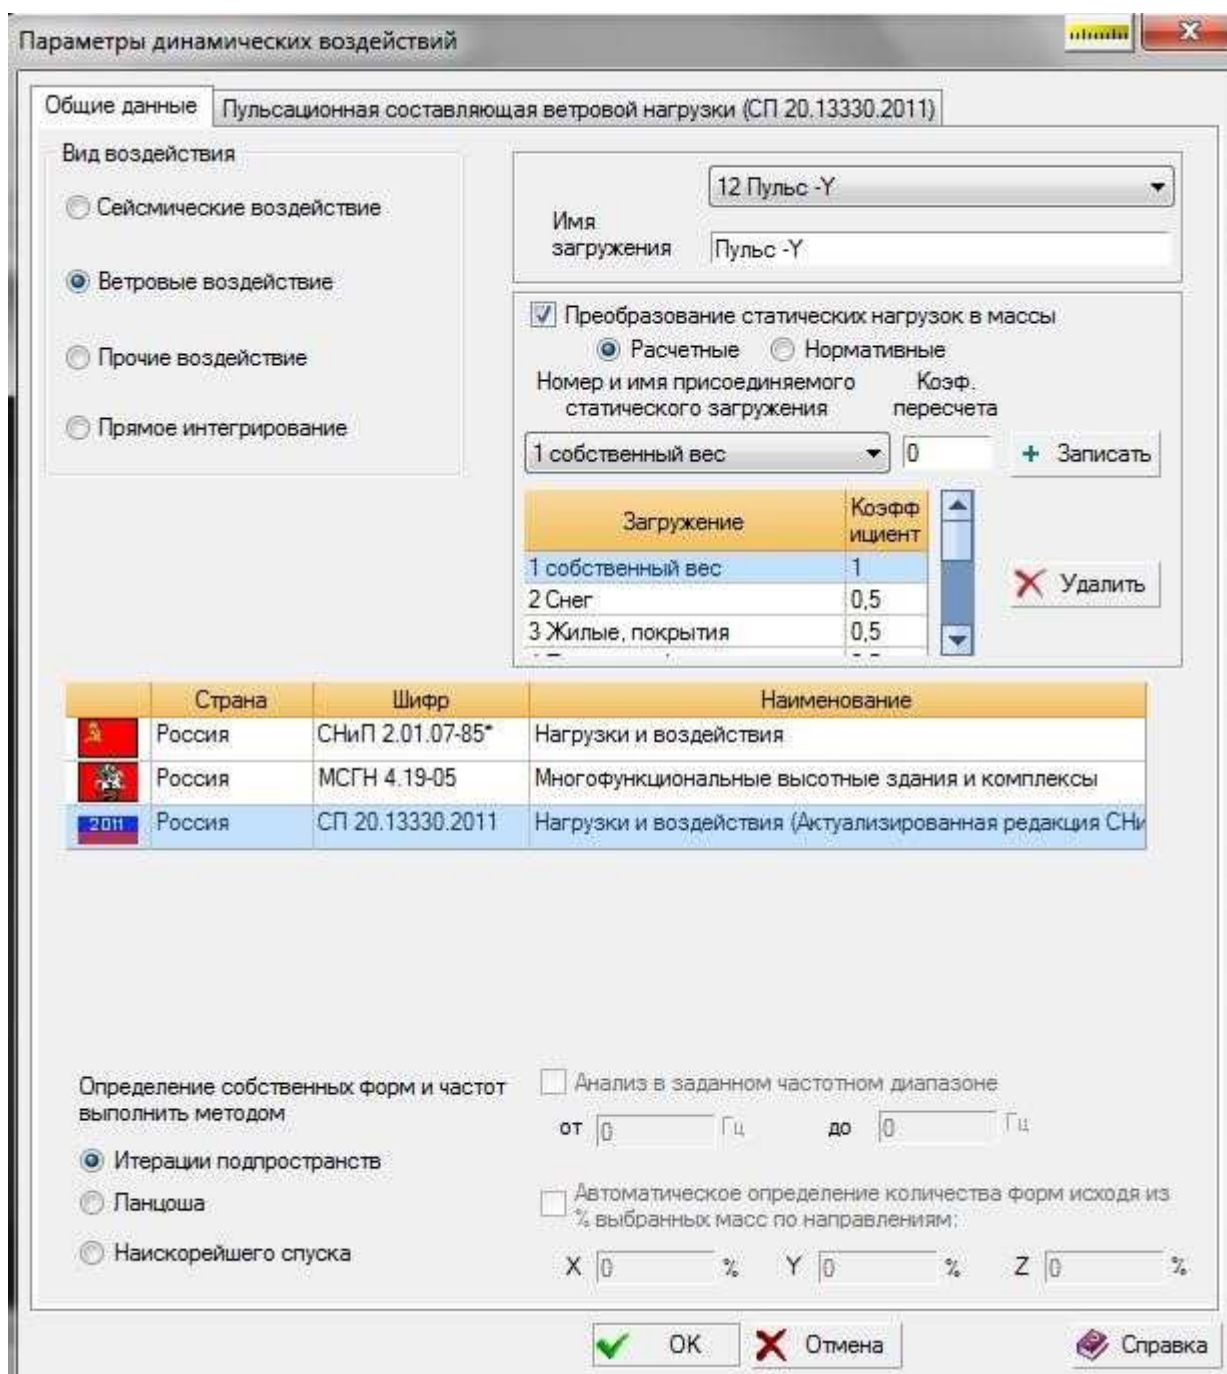 Параметры динамических воздействий
Общие данные
Пульсационная составляющая ветровой нагрузки (СП 20.13330.2011)
Вид воздействия
Сейсмические воздействие
Ветровые воздействие
Прочие воздействие
Прямое интегрирование
12 Пульс -Y
Имя
загружения
Пульс -Y
Преобразование статических нагрузок в массы
Расчетные Нормативные
Номер и имя присоединяемого
статического загружения
Коэф.
пересчета
1 собственный вес 0 + Записать
Загружение
Коэфф
ициент
1 собственный вес 1
2 Снег 0,5
3 Жилые, покрытия 0,5
Удалить
Страна Шифр Наименование
Россия СНиП 2.01.07-85* Нагрузки и воздействия
Россия МСГН 4.19-05 Многофункциональные высотные здания и комплексы
2011 Россия СП 20.13330.2011 Нагрузки и воздействия (Актуализированная редакция СНи
Определение собственных форм и частот
выполнить методом
Итерации подпространств
Ланцоша
Наискорейшего спуска
Анализ в заданном частотном диапазоне
от 0 Гц до 0 Гц
Автоматическое определение количества форм исходя из
% выбранных масс по направлениям:
X 0 % Y 0 % Z 0 %
OK Отмена Справка